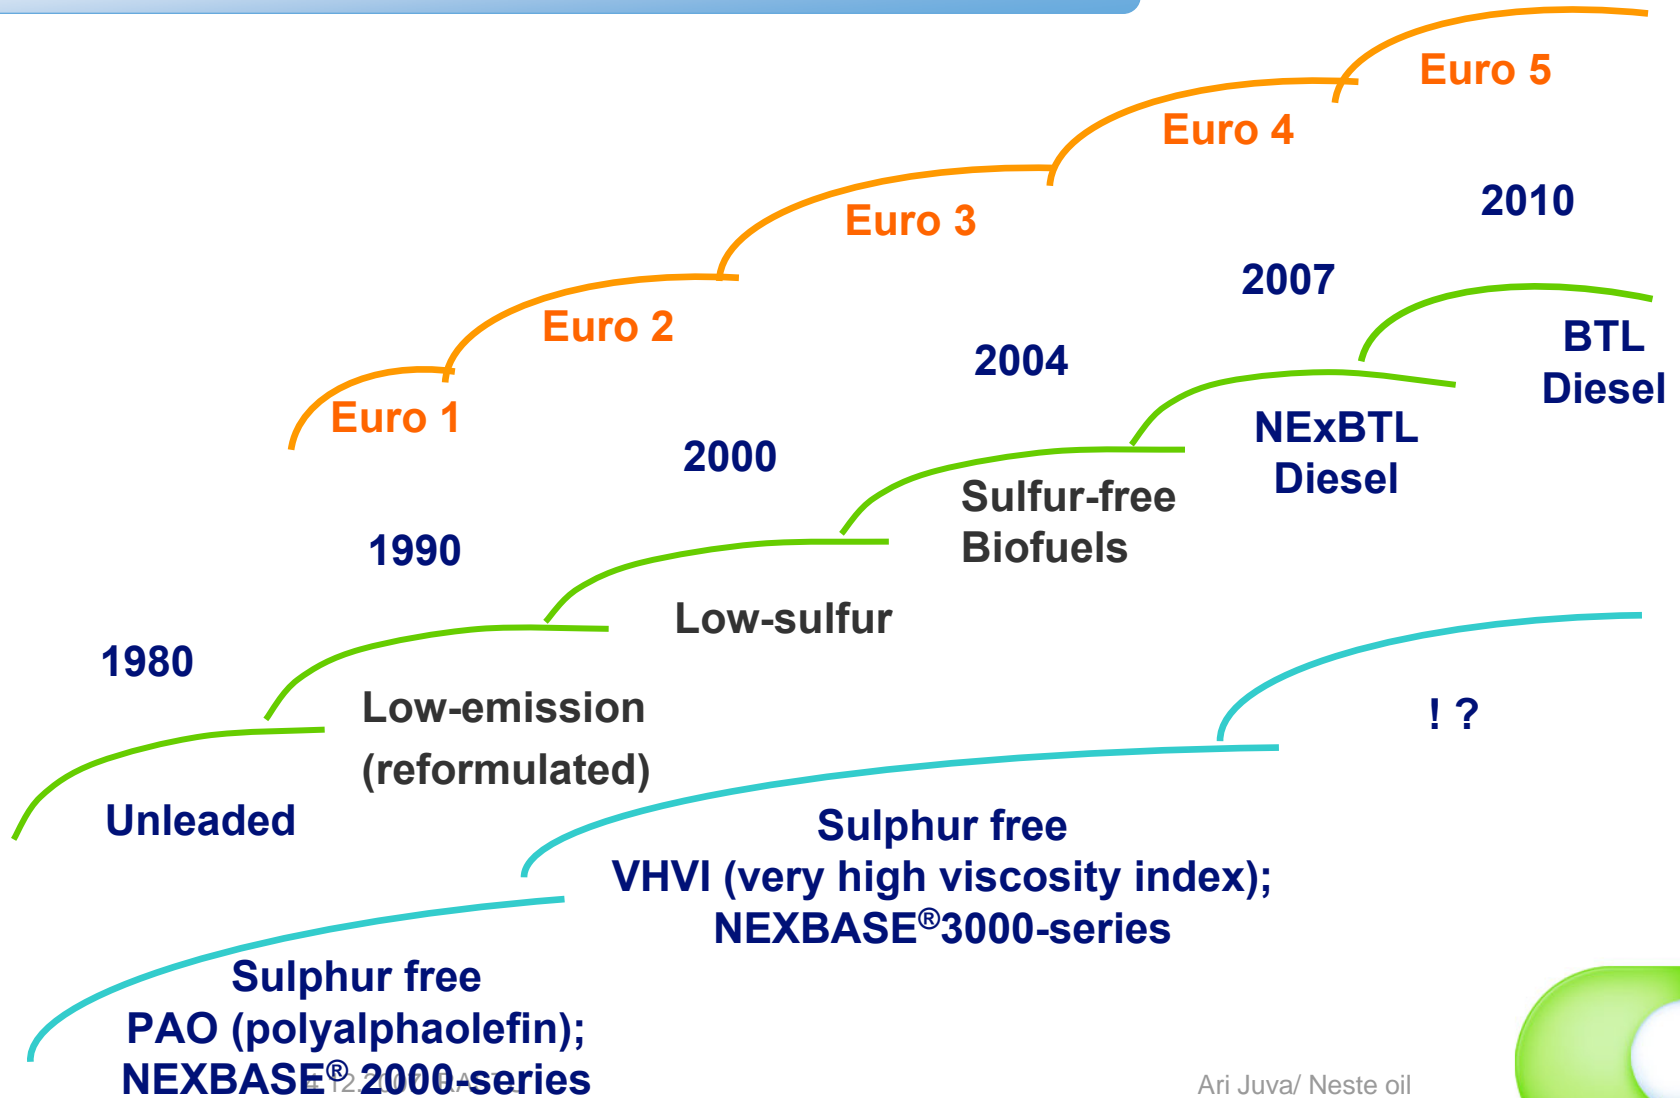 Euro 5
Euro 4
2010
Euro 3
2007
BTL
Diesel
Euro 2
2004
Euro 1
NExBTL
Diesel
2000
Sulfur-free
Biofuels
1990
Low-sulfur
1980
Low-emission
(reformulated)
! ?
Unleaded
Sulphur free
VHVI (very high viscosity index);
NEXBASE®3000-series
Sulphur free
PAO (polyalphaolefin);
NEXBASE® 2000-series
Ari Juva/ Neste oil